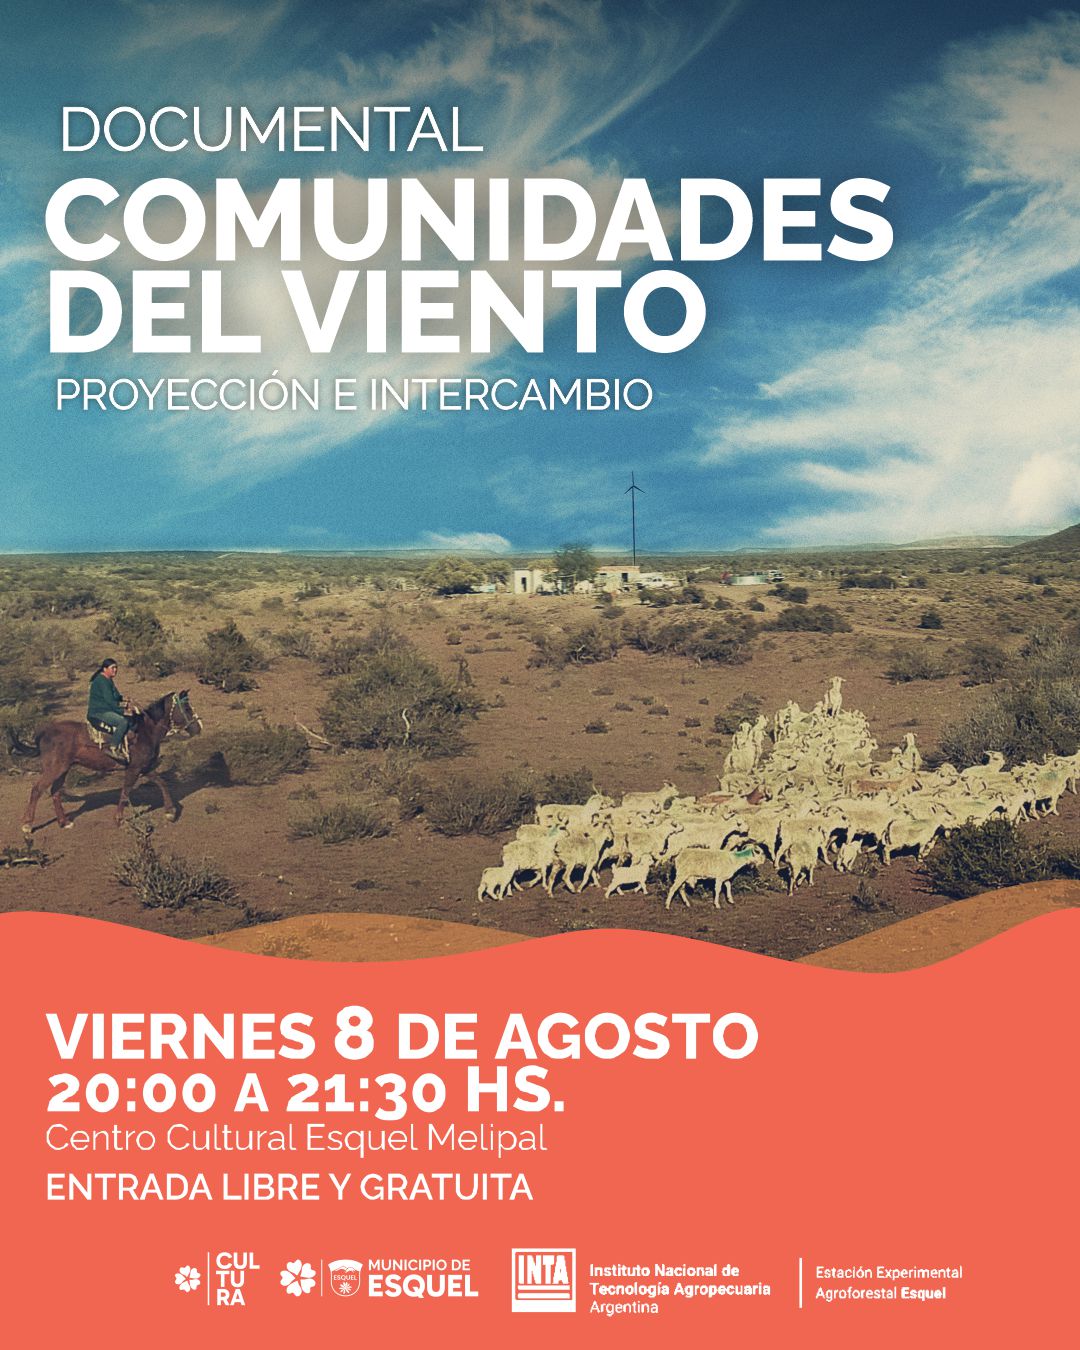 DOCUMENTAL
COMUNIDADES
DEL VIENTO
PROYECCIÓN E INTERCAMBIO
VIERNES 8 DE AGOSTO
20:00 A 21:30 HS.
Centro Cultural Esquel Melipal
ENTRADA LIBRE Y GRATUITA
CUL
TU
RA
ESQUEL
MUNICIPIO DE
ESQUEL
INTA
Instituto Nacional de
Tecnología Agropecuaria
Argentina
Estación Experimental
Agroforestal Esquel